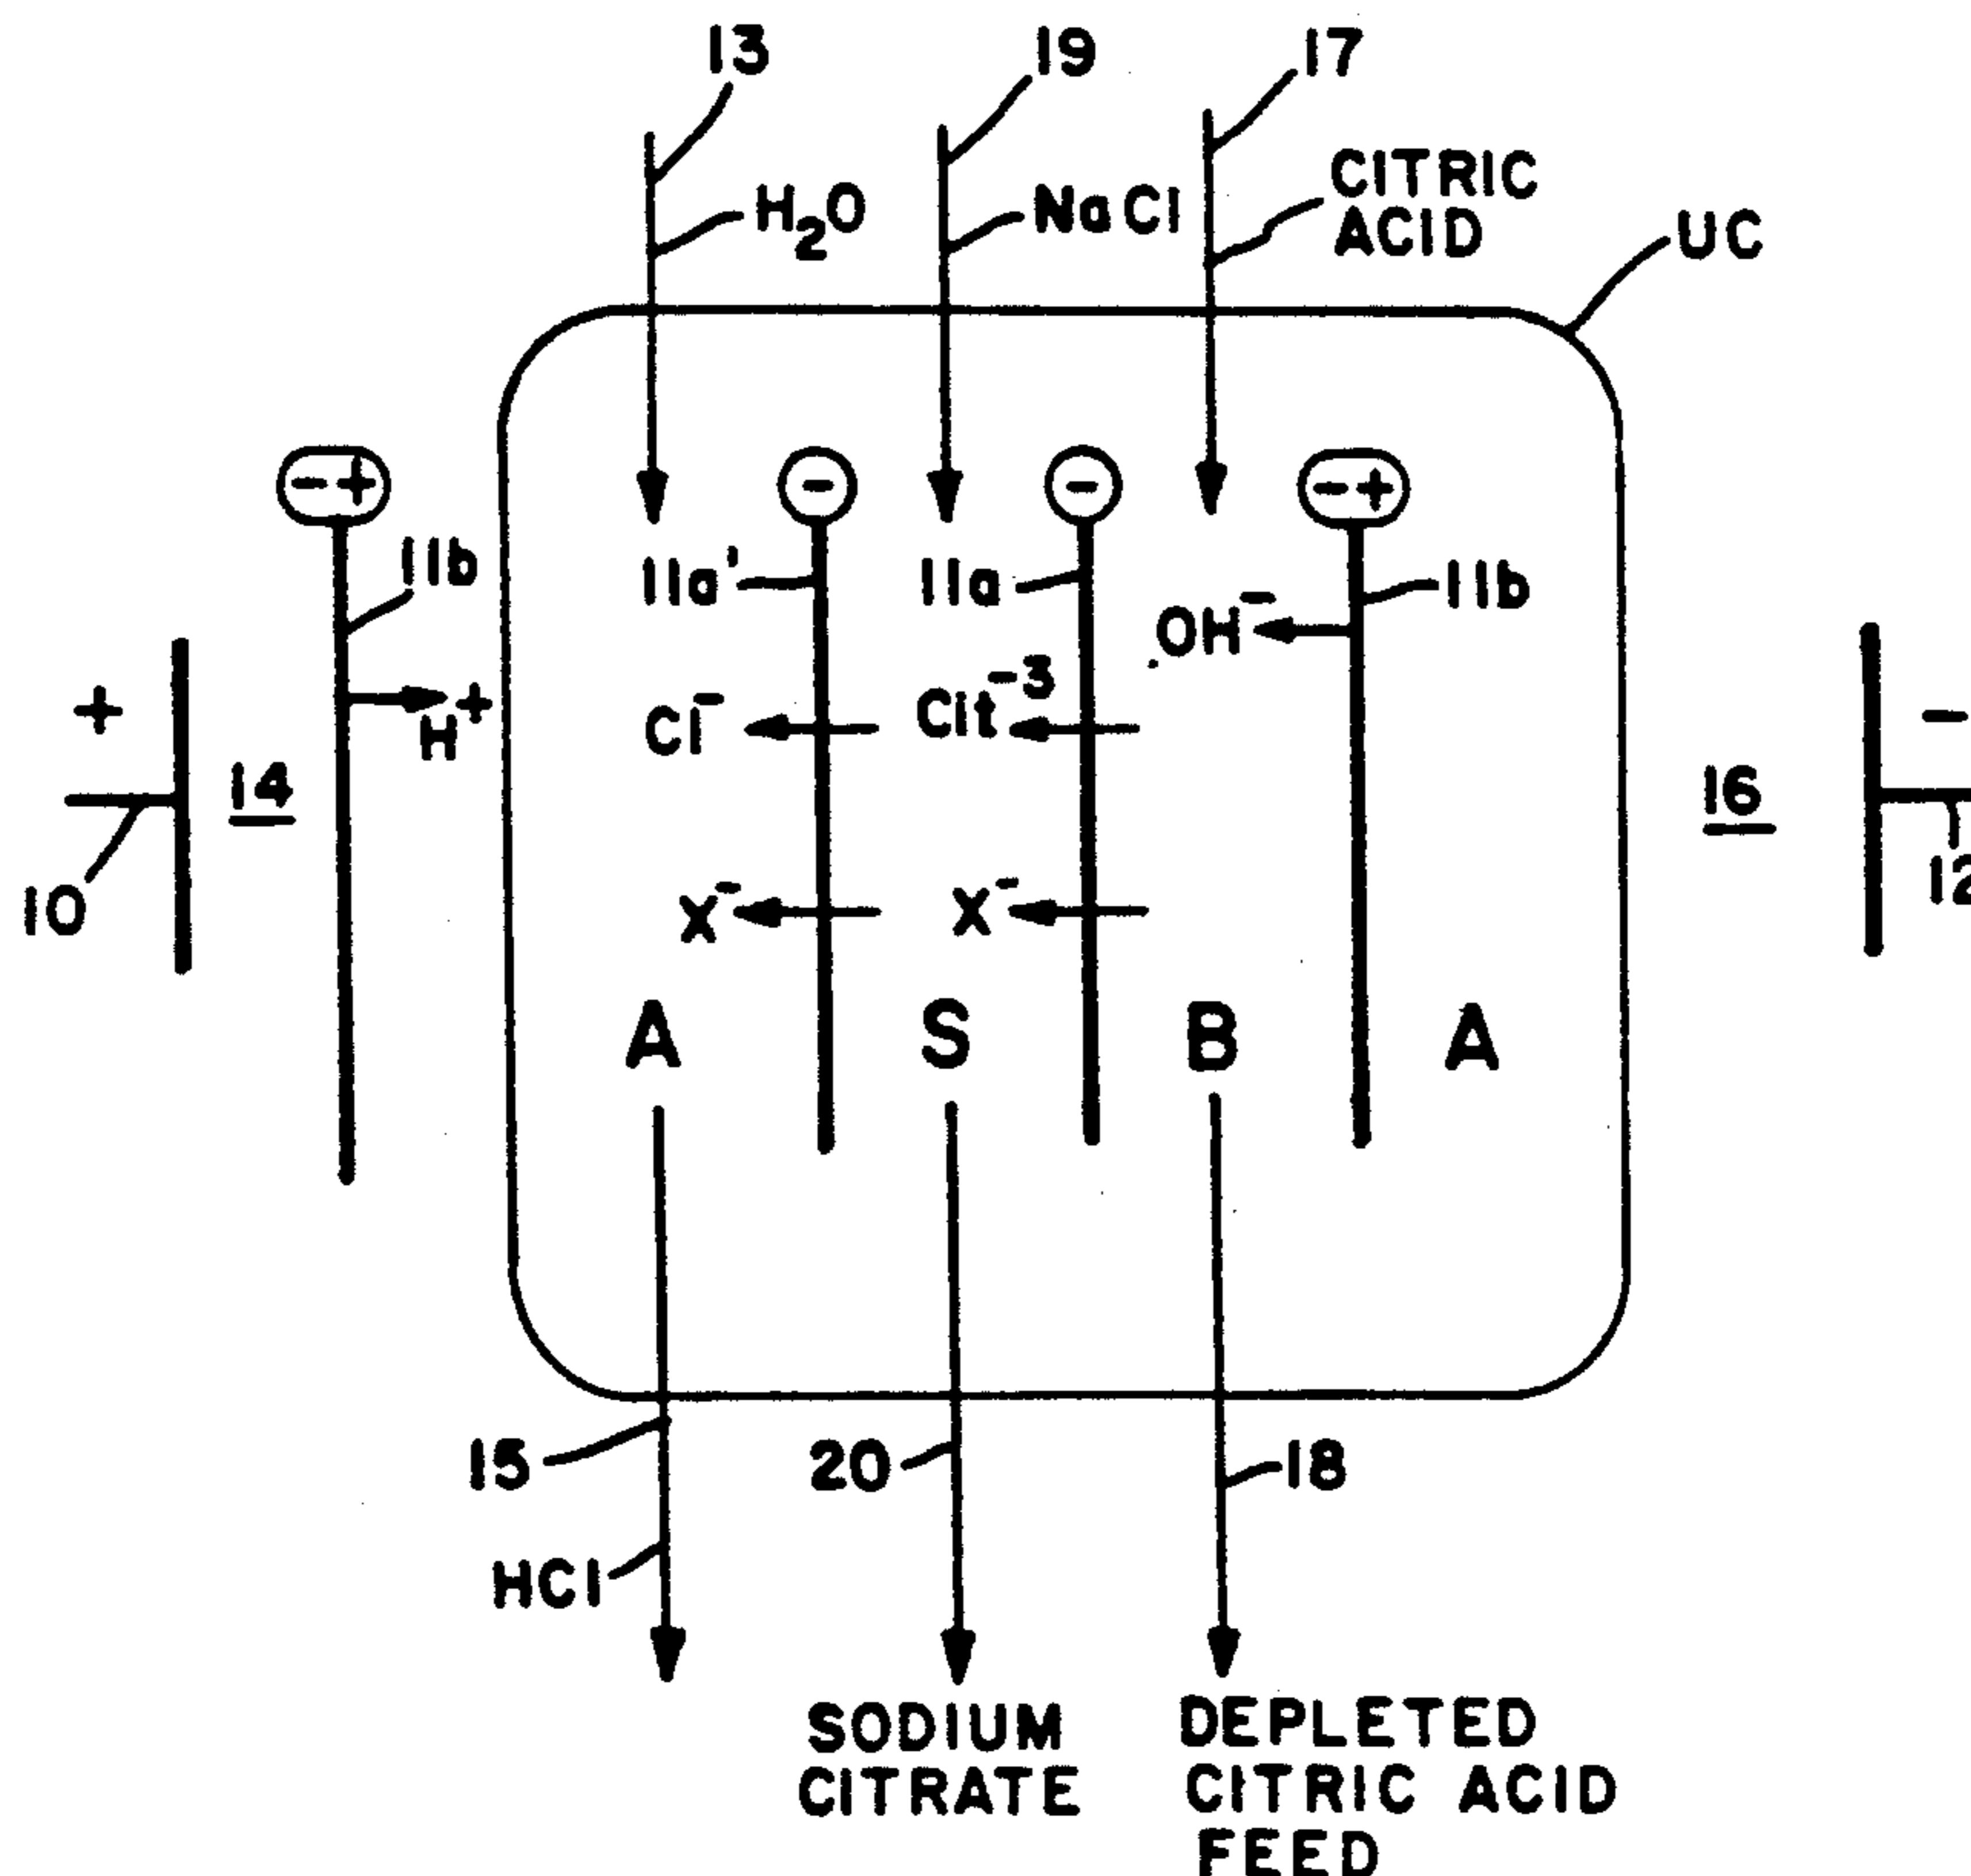 13
19
17
H2O
NaCl
CITRIC
ACID
UC
-+
-
-
-+
11b
11a'
11a
11b
OH-
+
H+
Cl-
Cit-3
-
14
16
10
12
X-
X-
A
S
B
A
15
20
18
HCl
SODIUM
CITRATE
DEPLETED
CITRIC ACID
FEED